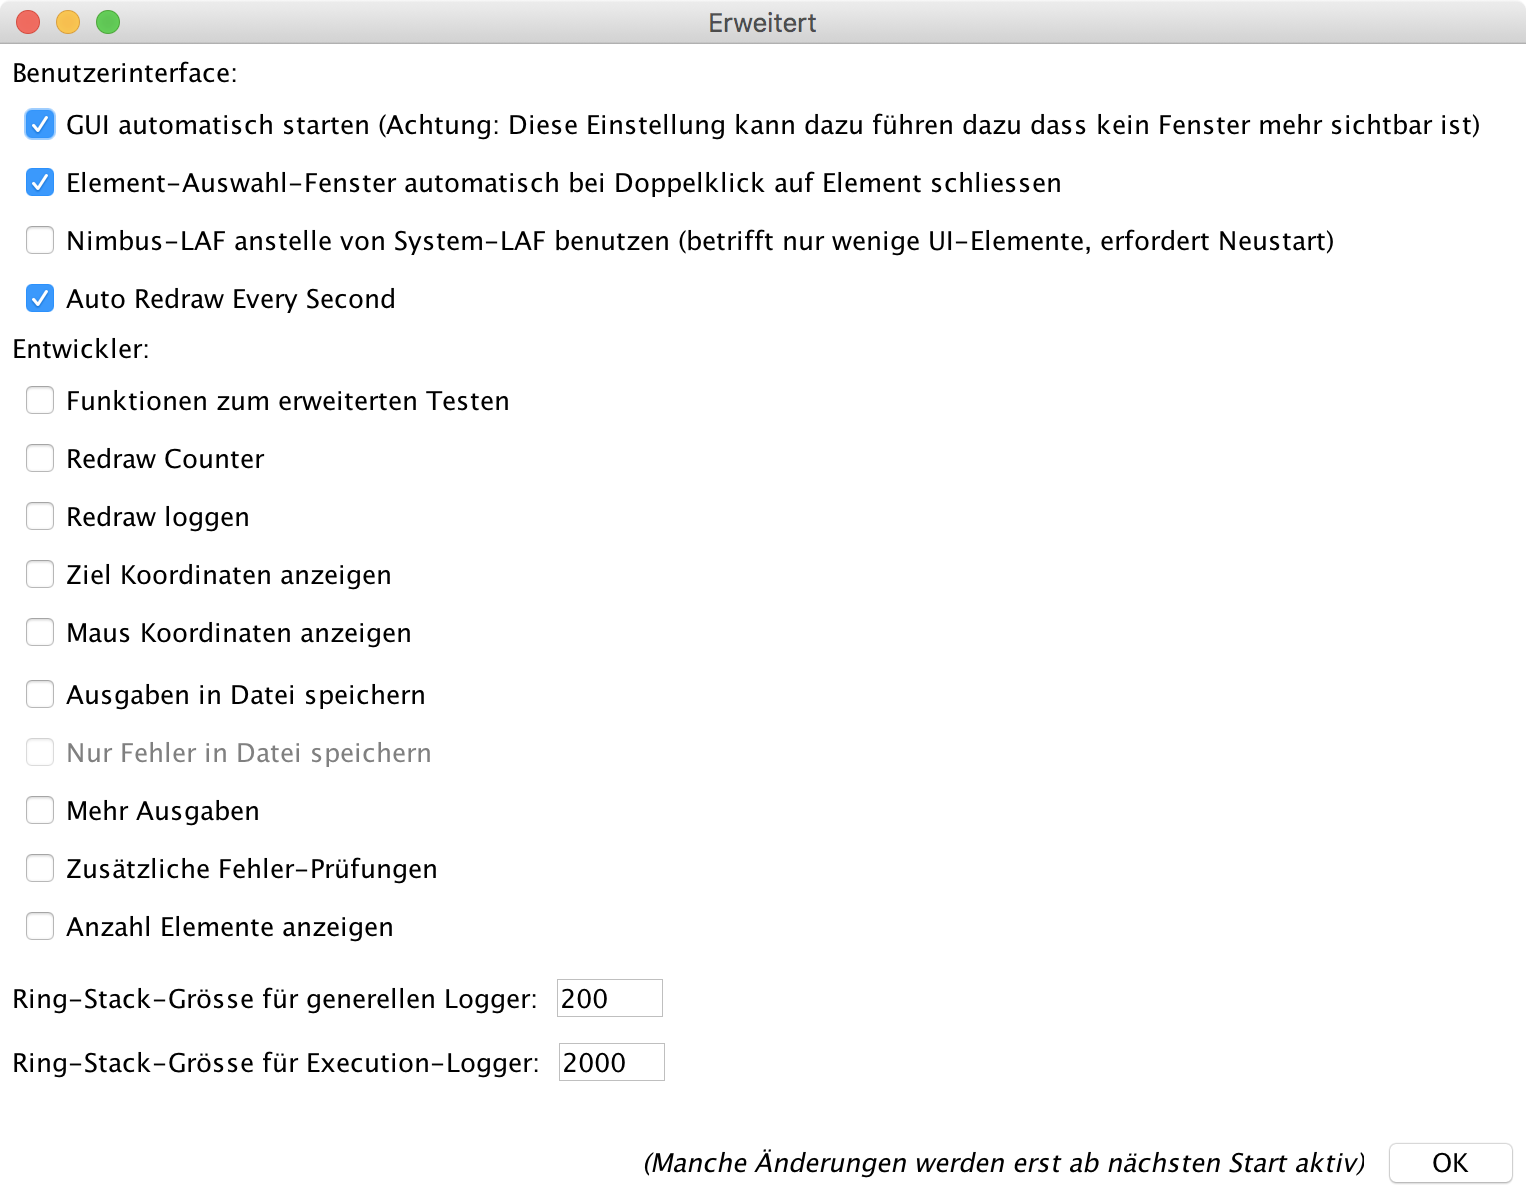 Erweitert
Benutzerinterface:
GUI automatisch starten (Achtung: Diese Einstellung kann dazu führen dazu dass kein Fenster mehr sichtbar ist)
Element-Auswahl-Fenster automatisch bei Doppelklick auf Element schliessen
Nimbus-LAF anstelle von System-LAF benutzen (betrifft nur wenige UI-Elemente, erfordert Neustart)
Auto Redraw Every Second
Entwickler:
Funktionen zum erweiterten Testen
Redraw Counter
Redraw loggen
Ziel Koordinaten anzeigen
Maus Koordinaten anzeigen
Ausgaben in Datei speichern
Nur Fehler in Datei speichern
Mehr Ausgaben
Zusätzliche Fehler-Prüfungen
Anzahl Elemente anzeigen
Ring-Stack-Grösse für generellen Logger: 200
Ring-Stack-Grösse für Execution-Logger: 2000
(Manche Änderungen werden erst ab nächsten Start aktiv) OK